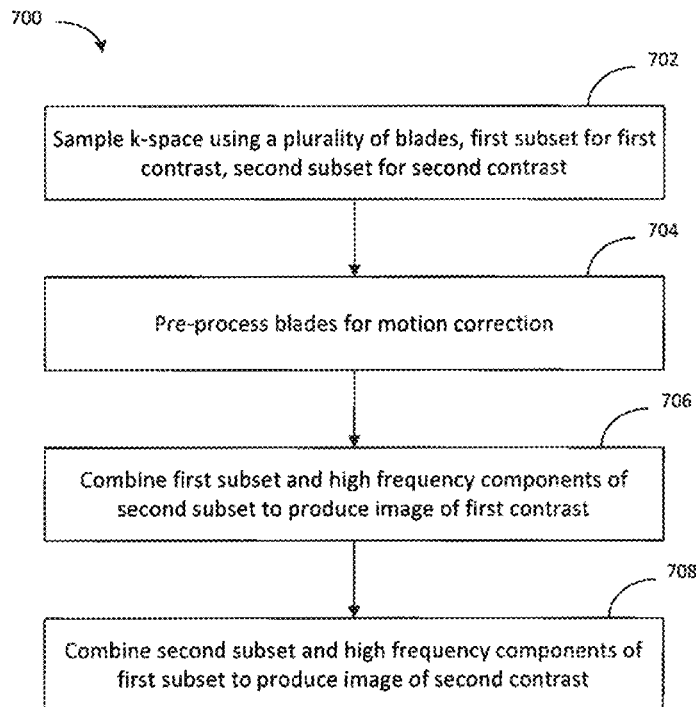 700
702
Sample k-space using a plurality of blades, first subset for first
contrast, second subset for second contrast
704
Pre-process blades for motion correction
706
Combine first subset and high frequency components of
second subset to produce image of first contrast
708
Combine second subset and high frequency components of
first subset to produce image of second contrast